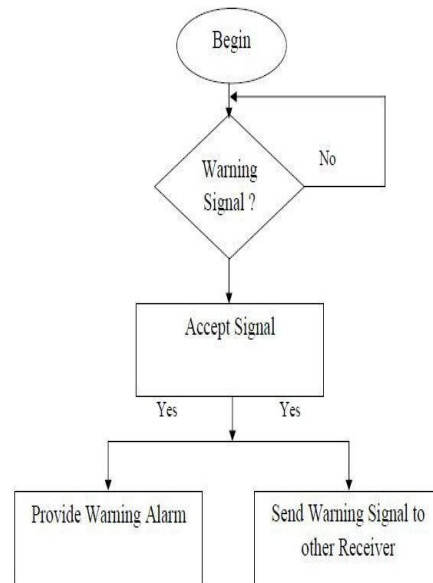 Begin
No
Warning
Signal ?
Accept Signal
Yes
Yes
Provide Warning Alarm
Send Warning Signal to
other Receiver